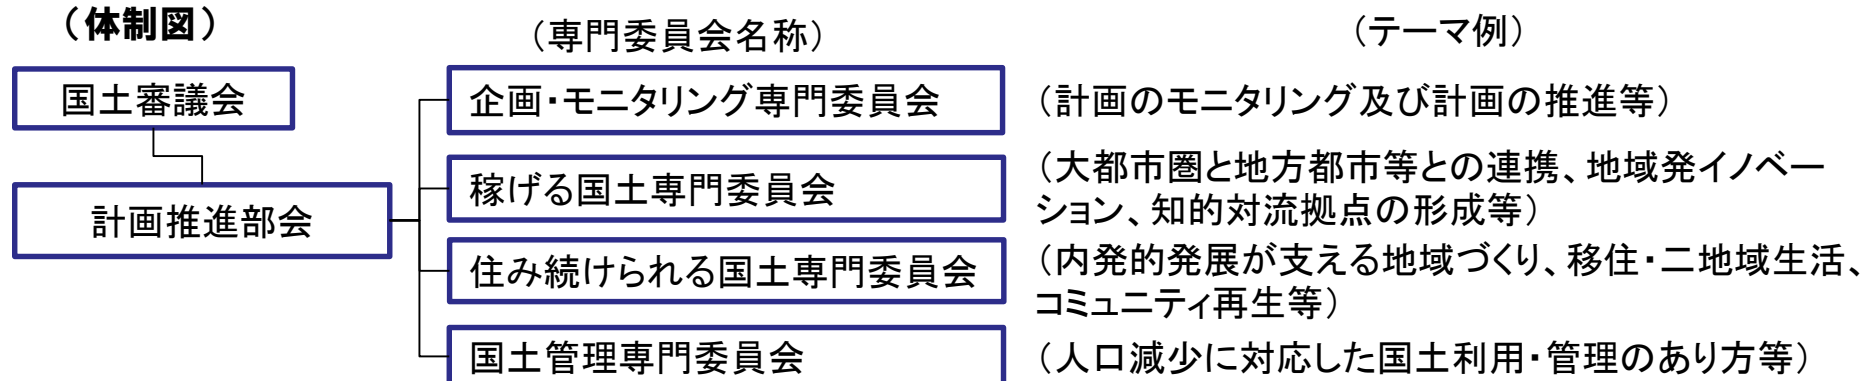 （体制図）
（専門委員会名称）
（テーマ例）
国土審議会
計画推進部会
企画・モニタリング専門委員会
（計画のモニタリング及び計画の推進等）
稼げる国土専門委員会
（大都市圏と地方都市等との連携、地域発イノベー
ション、知的対流拠点の形成等）
住み続けられる国土専門委員会
（内発的発展が支える地域づくり、移住・二地域生活、
コミュニティ再生等）
国土管理専門委員会
（人口減少に対応した国土利用・管理のあり方等）